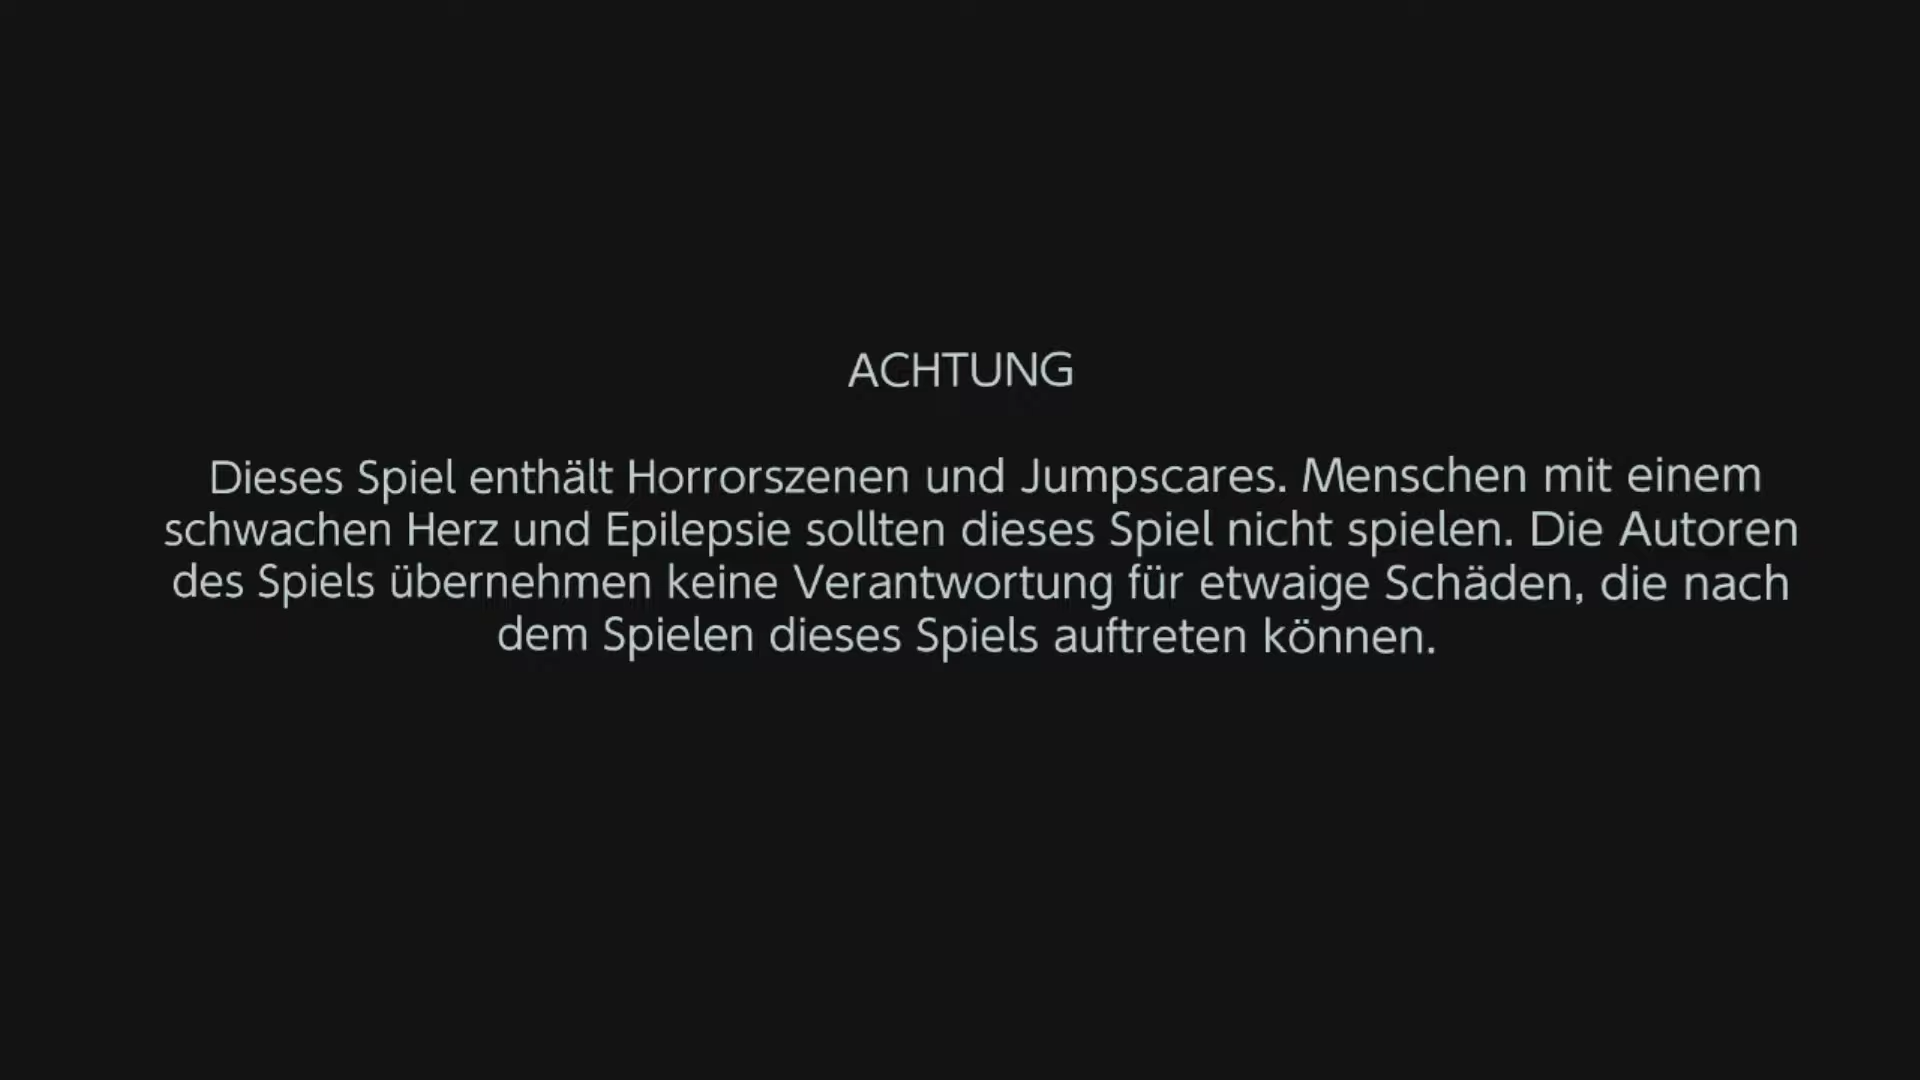 ACHTUNG
Dieses Spiel enthält Horrorszenen und Jumpscares. Menschen mit einem
schwachen Herz und Epilepsie sollten dieses Spiel nicht spielen. Die Autoren
des Spiels übernehmen keine Verantwortung für etwaige Schäden, die nach
dem Spielen dieses Spiels auftreten können.